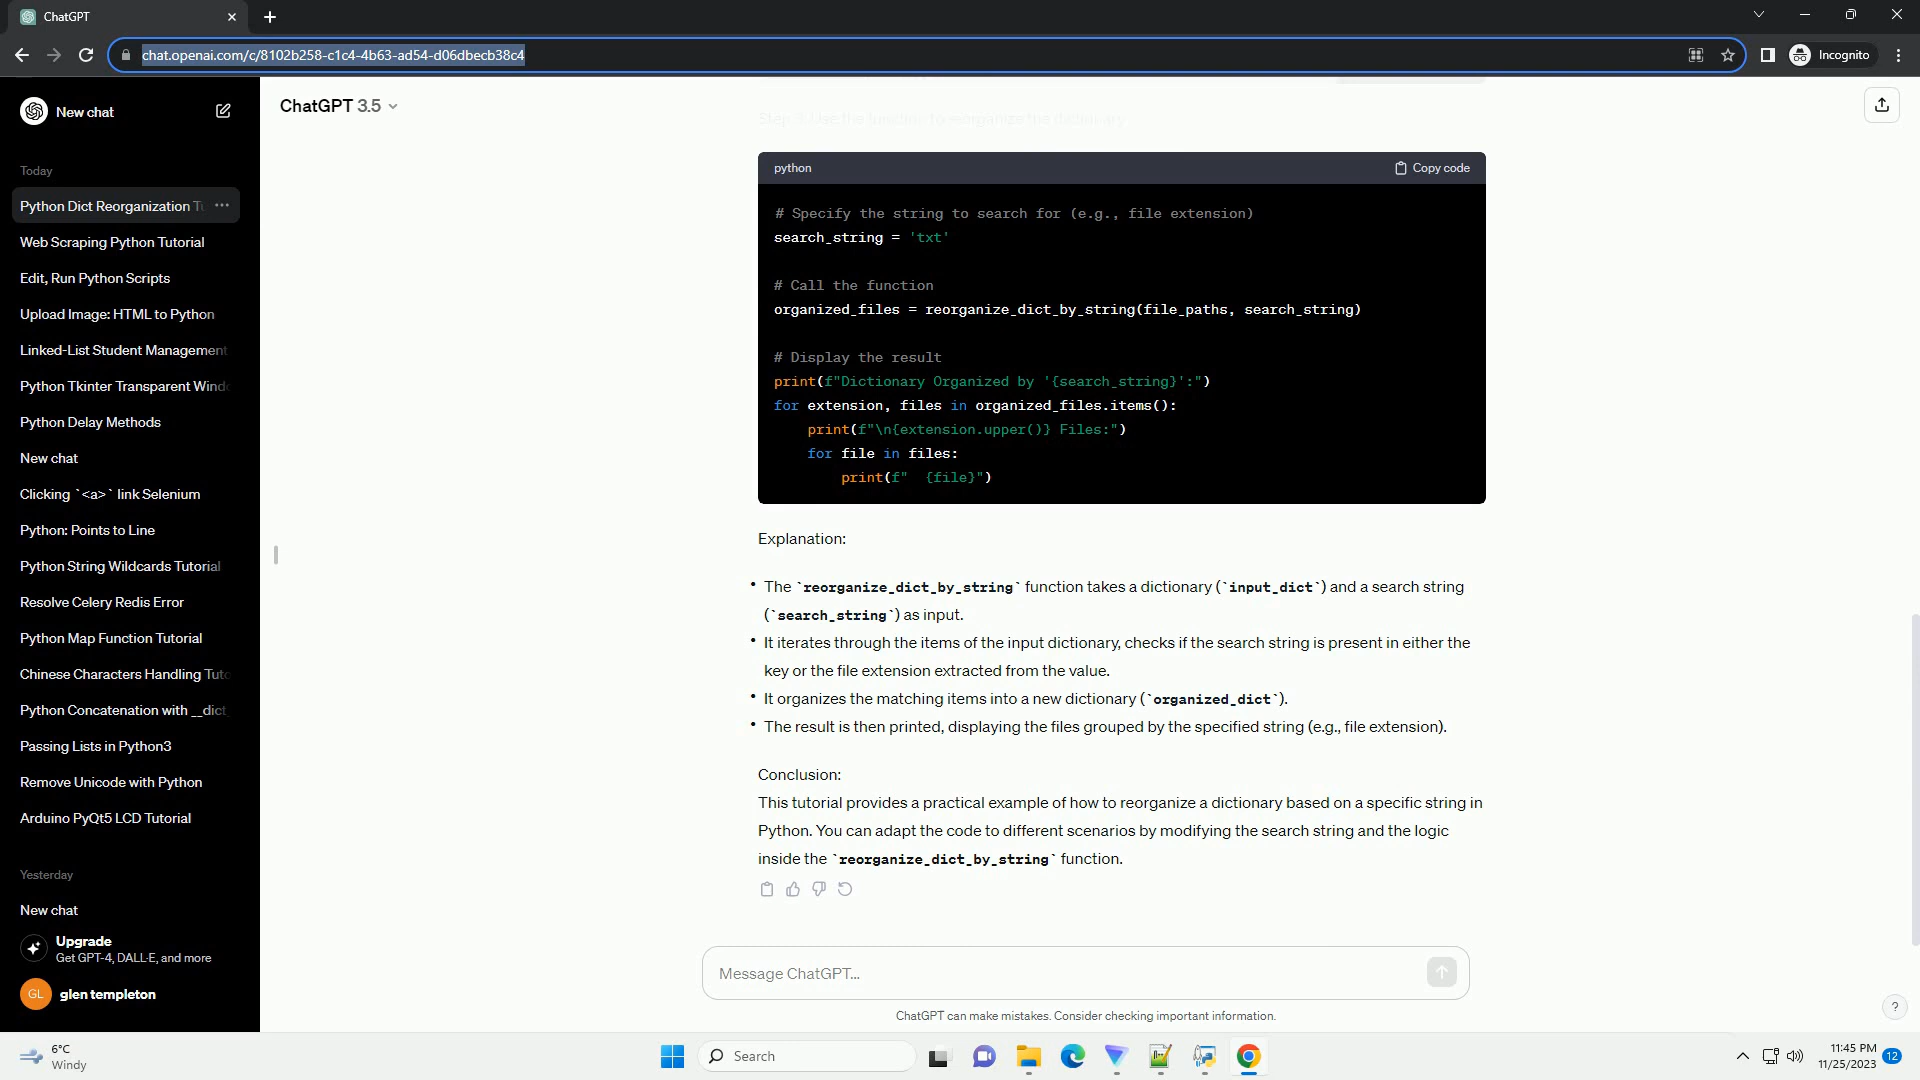 ChatGPT
chat.openai.com/c/8102b258-c1c4-4b63-ad54-d06dbecb38c4
Incognito
New chat
ChatGPT 3.5
Today
Python Dict Reorganization Tu
Web Scraping Python Tutorial
Edit, Run Python Scripts
Upload Image: HTML to Python
Linked-List Student Management
Python Tkinter Transparent Windo
Python Delay Methods
New chat
Clicking `<a>` link Selenium
Python: Points to Line
Python String Wildcards Tutorial
Resolve Celery Redis Error
Python Map Function Tutorial
Chinese Characters Handling Tuto
Python Concatenation with __dict_
Passing Lists in Python3
Remove Unicode with Python
Arduino PyQt5 LCD Tutorial
Yesterday
New chat
Upgrade
Get GPT-4, DALL·E, and more
GL
glen templeton
Use the function to reorganize the dictionary
python
Copy code
# Specify the string to search for (e.g., file extension)
search_string = 'txt'
# Call the function
organized_files = reorganize_dict_by_string(file_paths, search_string)
# Display the result
print(f"Dictionary Organized by '{search_string}':")
for extension, files in organized_files.items():
print(f"\n{extension.upper()} Files:")
for file in files:
print(f"  {file}")
Explanation:
• The `reorganize_dict_by_string` function takes a dictionary (`input_dict`) and a search string
(`search_string`) as input.
• It iterates through the items of the input dictionary, checks if the search string is present in either the
key or the file extension extracted from the value.
• It organizes the matching items into a new dictionary (`organized_dict`).
• The result is then printed, displaying the files grouped by the specified string (e.g., file extension).
Conclusion:
This tutorial provides a practical example of how to reorganize a dictionary based on a specific string in
Python. You can adapt the code to different scenarios by modifying the search string and the logic
inside the `reorganize_dict_by_string` function.
Message ChatGPT...
ChatGPT can make mistakes. Consider checking important information.
?
6°C
Windy
Search
11:45 PM
11/25/2023
12